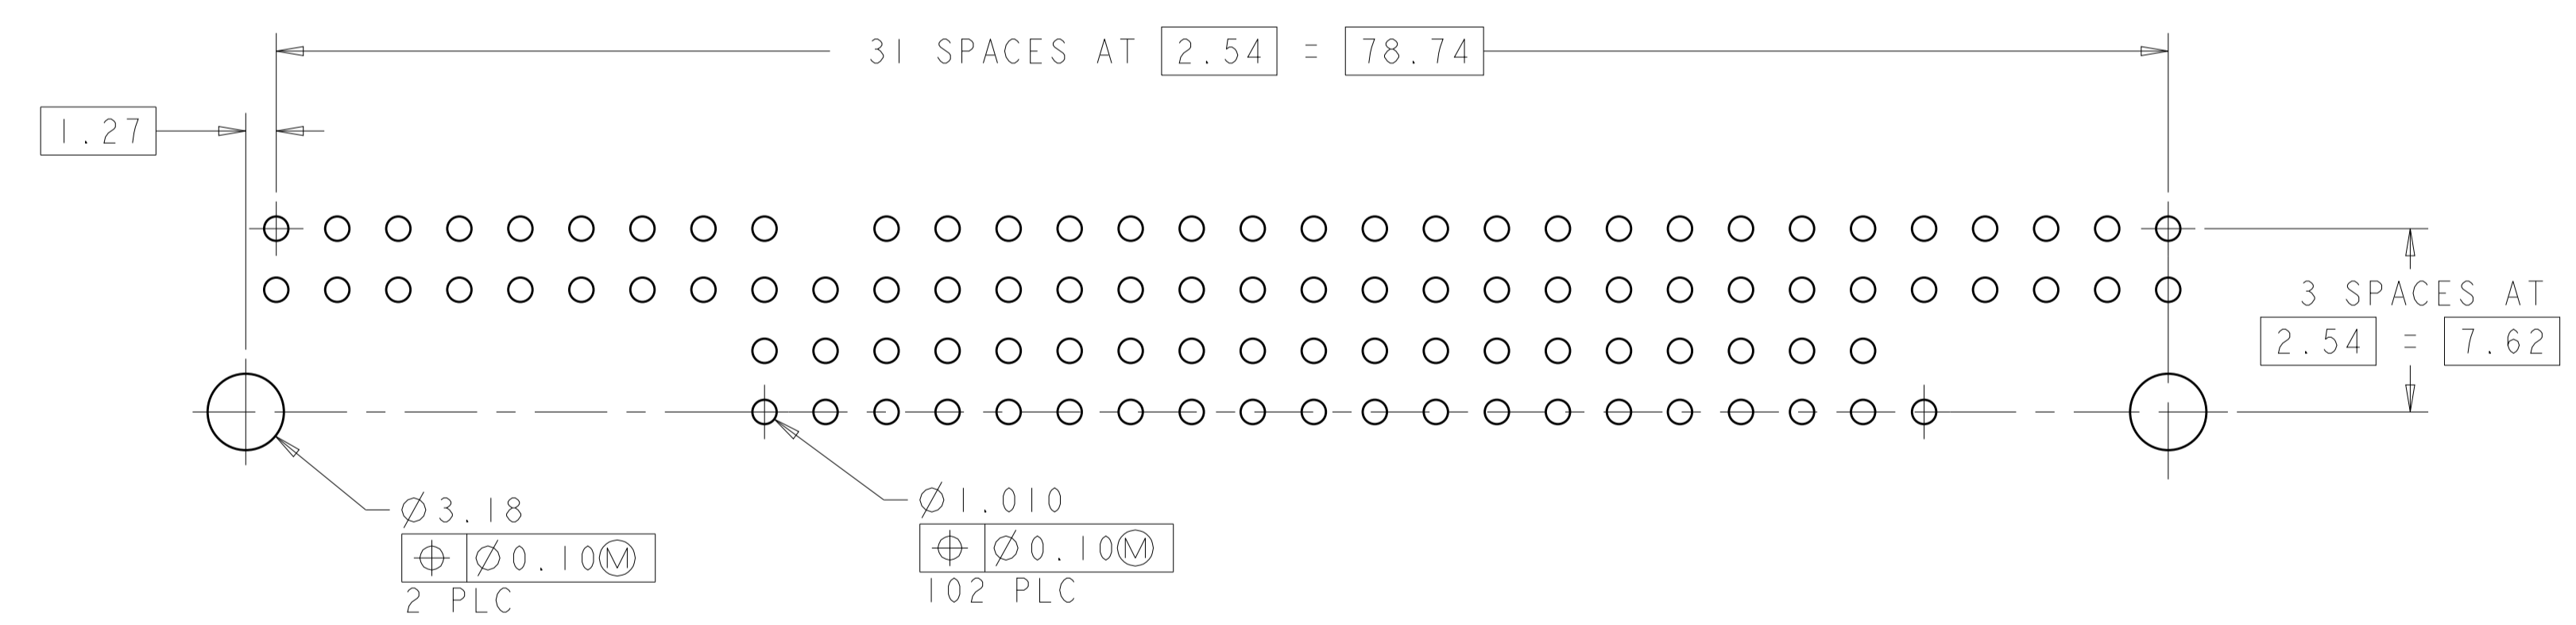 31 SPACES AT 2.54 = 78.74
1.27
3 SPACES AT
2.54 = 7.62
Ø3.18
⌖ Ø0.10Ⓜ
2 PLC
Ø1.010
⌖ Ø0.10Ⓜ
102 PLC